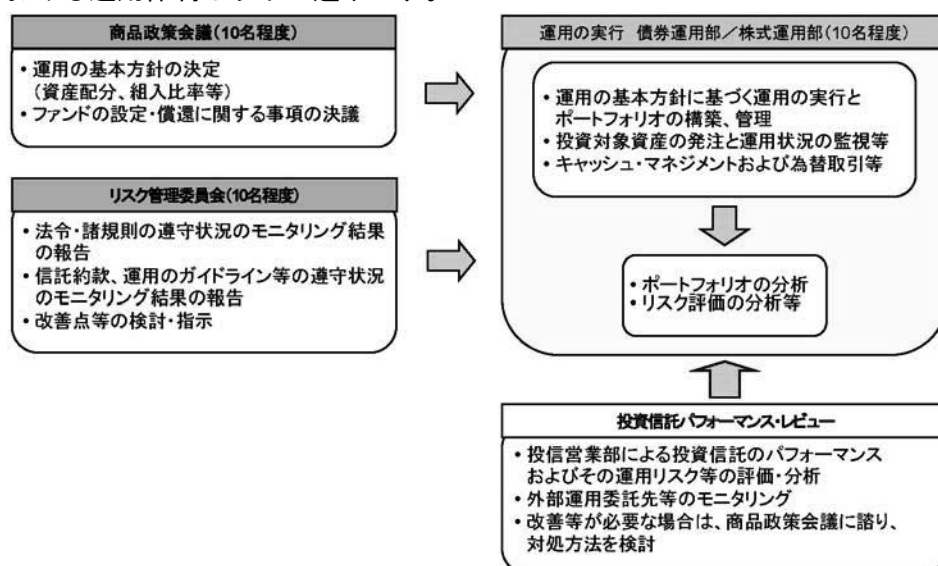 商品政策会議(10名程度)
・運用の基本方針の決定
(資産配分、組入比率等)
・ファンドの設定・償還に関する事項の決議
リスク管理委員会(10名程度)
・法令・諸規則の遵守状況のモニタリング結果
の報告
・信託約款、運用のガイドライン等の遵守状況
のモニタリング結果の報告
・改善点等の検討・指示
運用の実行 債券運用部/株式運用部(10名程度)
・運用の基本方針に基づく運用の実行と
ポートフォリオの構築、管理
・投資対象資産の発注と運用状況の監視等
・キャッシュ・マネジメントおよび為替取引等
・ポートフォリオの分析
・リスク評価の分析等
投資信託パフォーマンス・レビュー
・投信営業部による投資信託のパフォーマンス
およびその運用リスク等の評価・分析
・外部運用委託先等のモニタリング
・改善等が必要な場合は、商品政策会議に諮り、
対処方法を検討